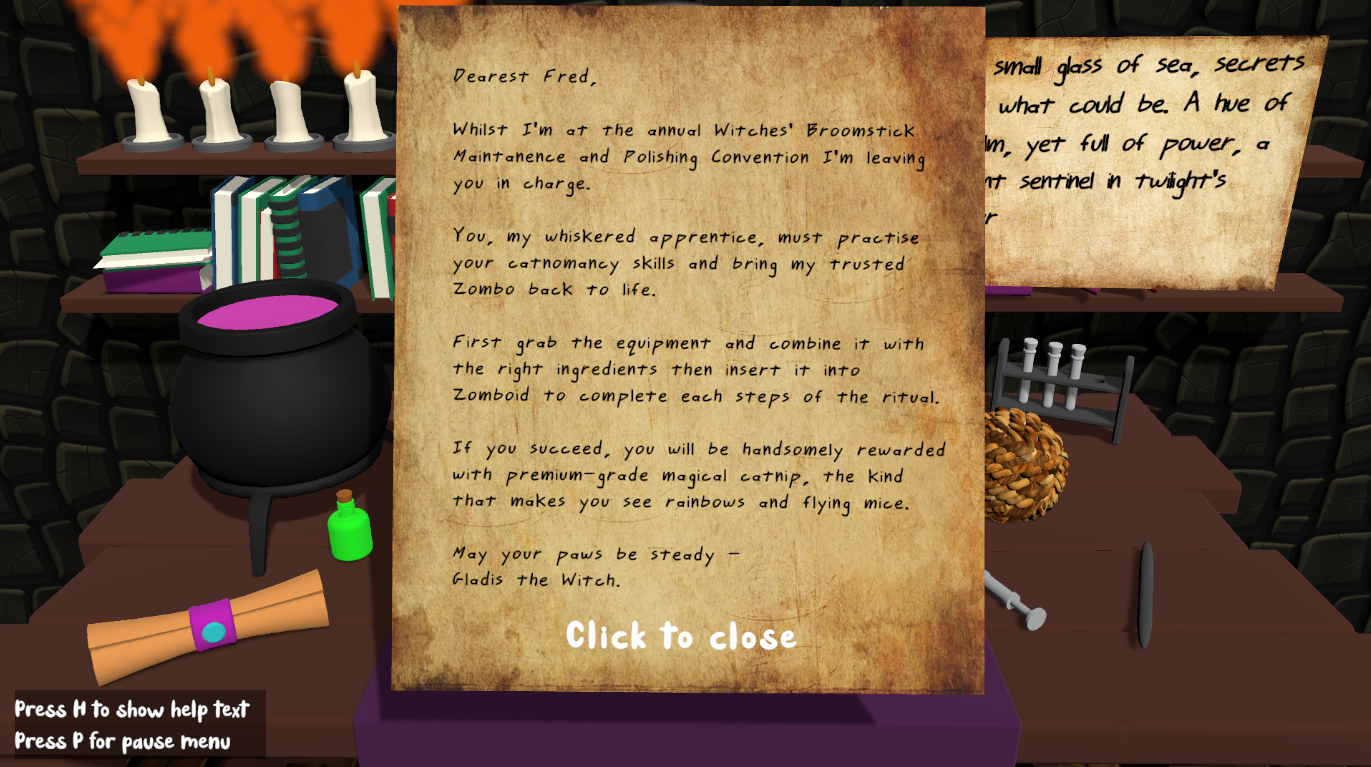 Dearest Fred,
Whilst I'm at the annual Witches' Broomstick
Maintanence and Polishing Convention I'm leaving
you in charge.
You, my whiskered apprentice, must practise
your catnomancy skills and bring my trusted
Zombo back to life.
First grab the equipment and combine it with
the right ingredients then insert it into
Zomboid to complete each steps of the ritual.
If you succeed, you will be handsomely rewarded
with premium-grade magical catnip, the kind
that makes you see rainbows and flying mice.
May your paws be steady -
Gladis the Witch.
Click to close
small glass of sea, secrets
what could be. A hue of
yet full of power, a
sentinel in twilight's
Press H to show help text
Press P for pause menu